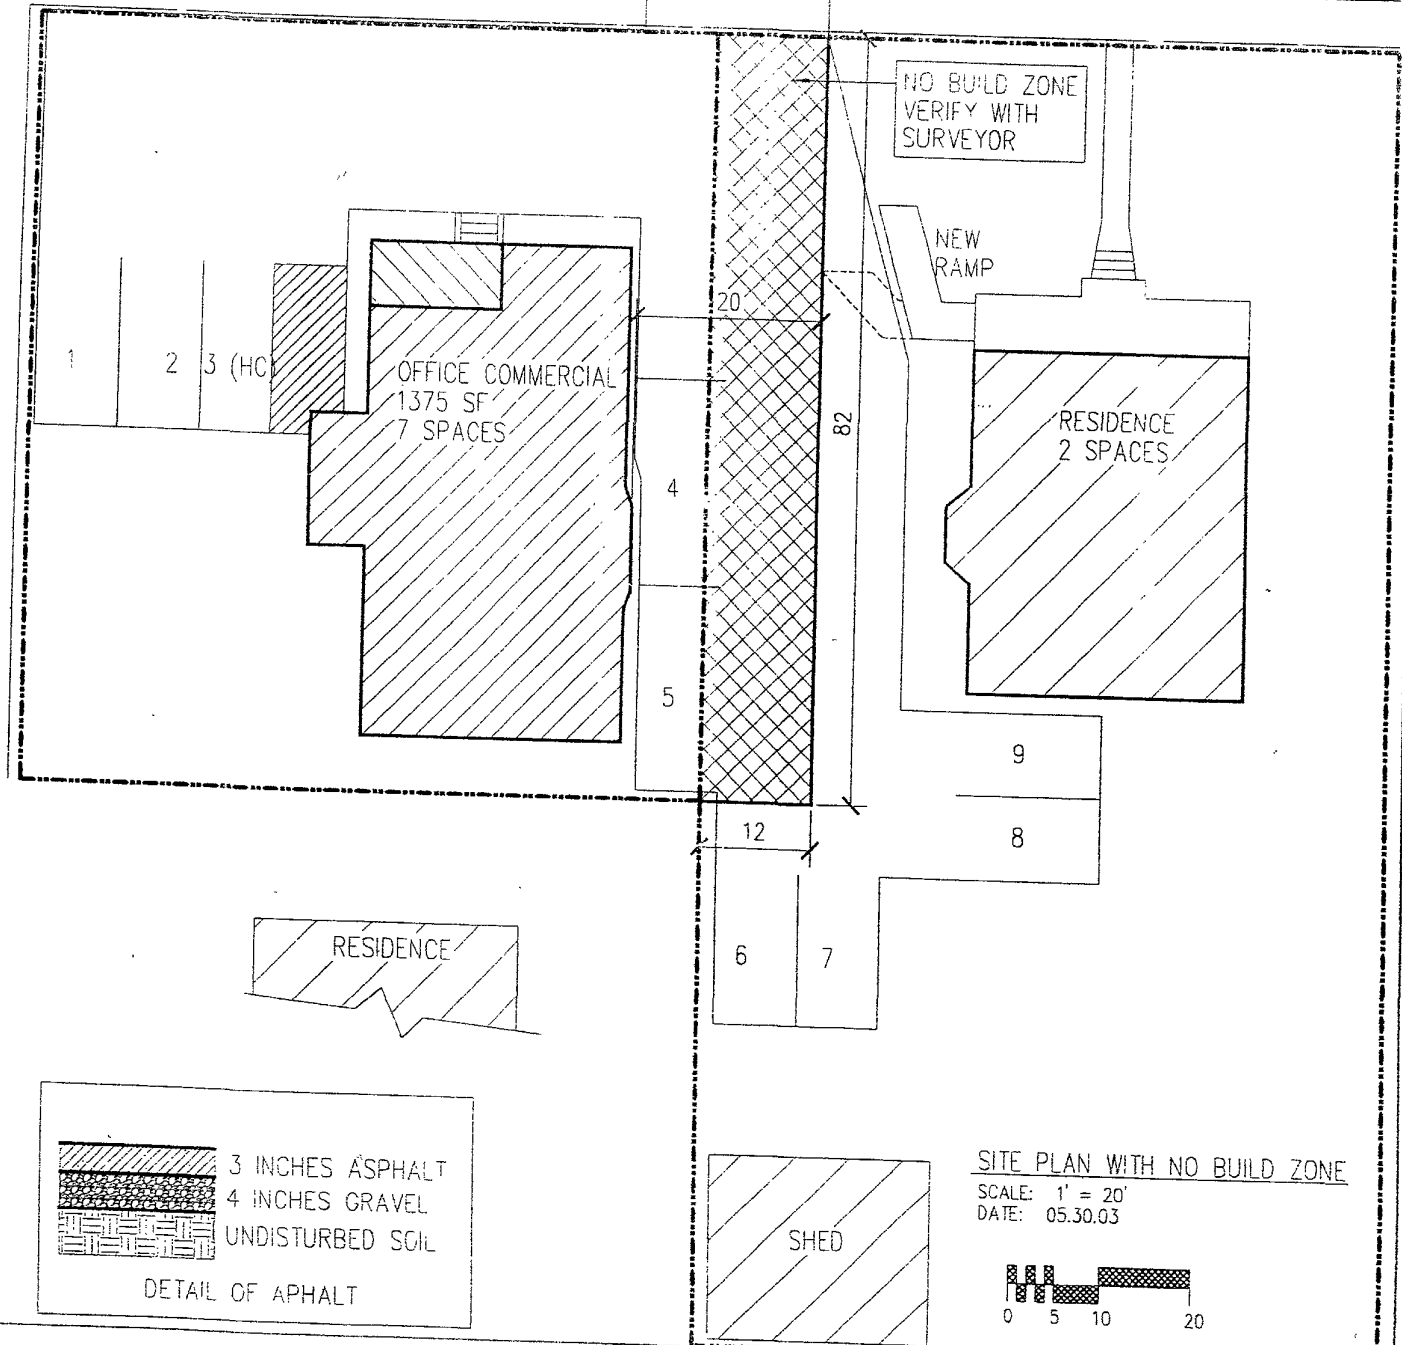 NO BUILD ZONE
VERIFY WITH
SURVEYOR
NEW
RAMP
20
1
2
3 (HC)
OFFICE COMMERCIAL
1375 SF
7 SPACES
82
RESIDENCE
2 SPACES
4
5
9
12
8
6
7
RESIDENCE
3 INCHES ASPHALT
4 INCHES GRAVEL
UNDISTURBED SOIL
DETAIL OF APHALT
SHED
SITE PLAN WITH NO BUILD ZONE
SCALE: 1' = 20'
DATE: 05.30.03
0 5 10 20